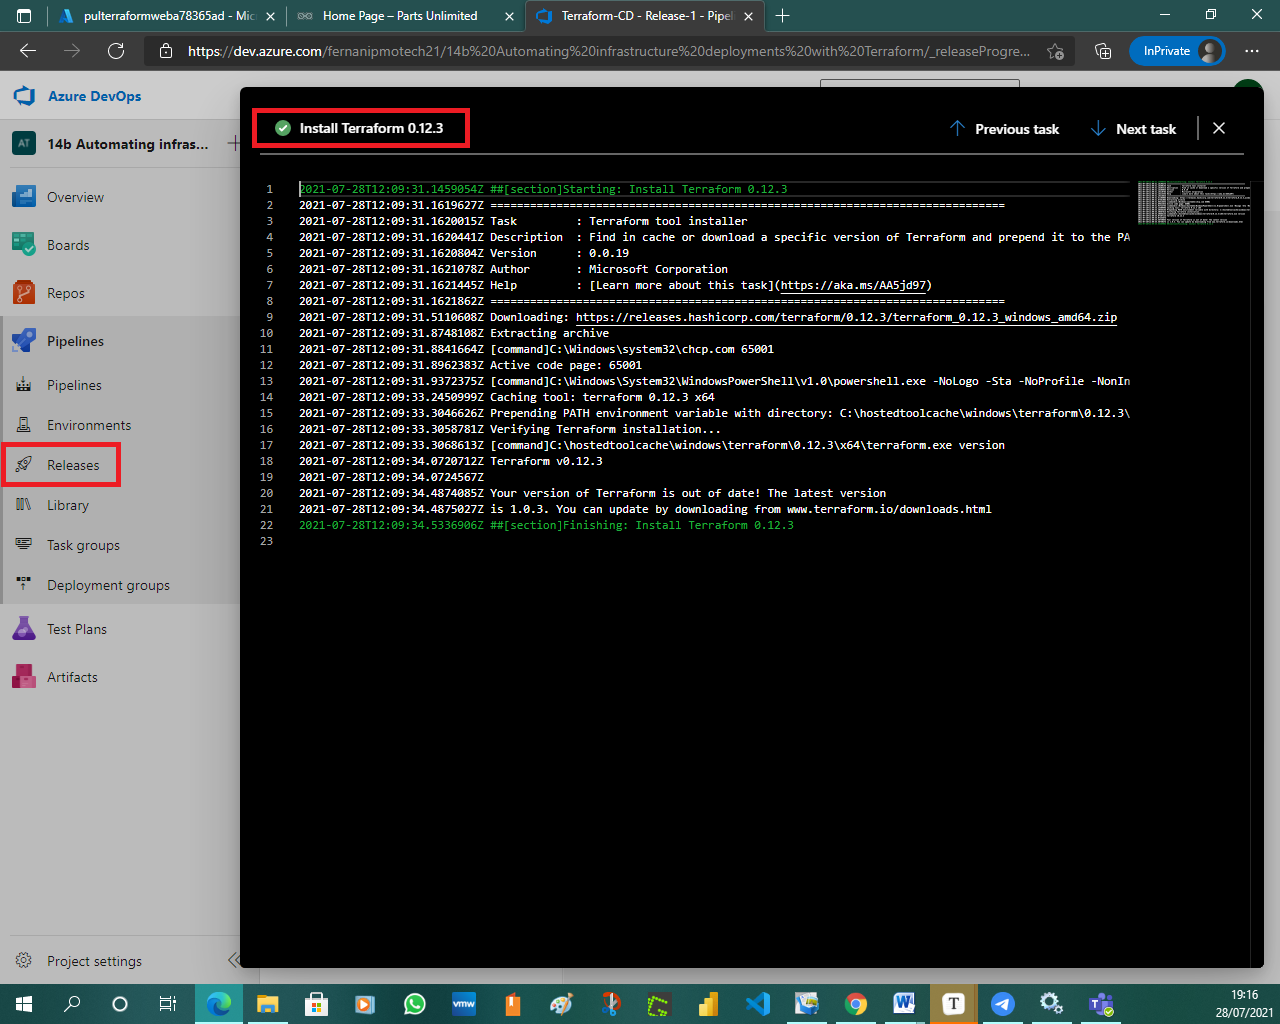 pulterraformweba78365ad - Mic
Home Page – Parts Unlimited
Terraform-CD - Release-1 - Pipel
https://dev.azure.com/fernanipmotech21/14b%20Automating%20infrastructure%20deployments%20with%20Terraform/_releaseProgre...
InPrivate
Azure DevOps
AT
14b Automating infras...
Overview
Boards
Repos
Pipelines
Pipelines
Environments
Releases
Library
Task groups
Deployment groups
Test Plans
Artifacts
Project settings
Install Terraform 0.12.3
Previous task
Next task
1 2021-07-28T12:09:31.1459054Z ##[section]Starting: Install Terraform 0.12.3
2 2021-07-28T12:09:31.1619627Z ==============================================================================
3 2021-07-28T12:09:31.1620015Z Task : Terraform tool installer
4 2021-07-28T12:09:31.1620441Z Description : Find in cache or download a specific version of Terraform and prepend it to the PA
5 2021-07-28T12:09:31.1620804Z Version : 0.0.19
6 2021-07-28T12:09:31.1621078Z Author : Microsoft Corporation
7 2021-07-28T12:09:31.1621445Z Help : [Learn more about this task](https://aka.ms/AA5jd97)
8 2021-07-28T12:09:31.1621862Z ==============================================================================
9 2021-07-28T12:09:31.5110608Z Downloading: https://releases.hashicorp.com/terraform/0.12.3/terraform_0.12.3_windows_amd64.zip
10 2021-07-28T12:09:31.8748108Z Extracting archive
11 2021-07-28T12:09:31.8841664Z [command]C:\Windows\system32\chcp.com 65001
12 2021-07-28T12:09:31.8962383Z Active code page: 65001
13 2021-07-28T12:09:31.9372375Z [command]C:\Windows\System32\WindowsPowerShell\v1.0\powershell.exe -NoLogo -Sta -NoProfile -NonIn
14 2021-07-28T12:09:33.2450999Z Caching tool: terraform 0.12.3 x64
15 2021-07-28T12:09:33.3046626Z Prepending PATH environment variable with directory: C:\hostedtoolcache\windows\terraform\0.12.3\
16 2021-07-28T12:09:33.3058781Z Verifying Terraform installation...
17 2021-07-28T12:09:33.3068613Z [command]C:\hostedtoolcache\windows\terraform\0.12.3\x64\terraform.exe version
18 2021-07-28T12:09:34.0720712Z Terraform v0.12.3
19 2021-07-28T12:09:34.0724567Z
20 2021-07-28T12:09:34.4874085Z Your version of Terraform is out of date! The latest version
21 2021-07-28T12:09:34.4875027Z is 1.0.3. You can update by downloading from www.terraform.io/downloads.html
22 2021-07-28T12:09:34.5336906Z ##[section]Finishing: Install Terraform 0.12.3
23
vmw
T
19:16
28/07/2021